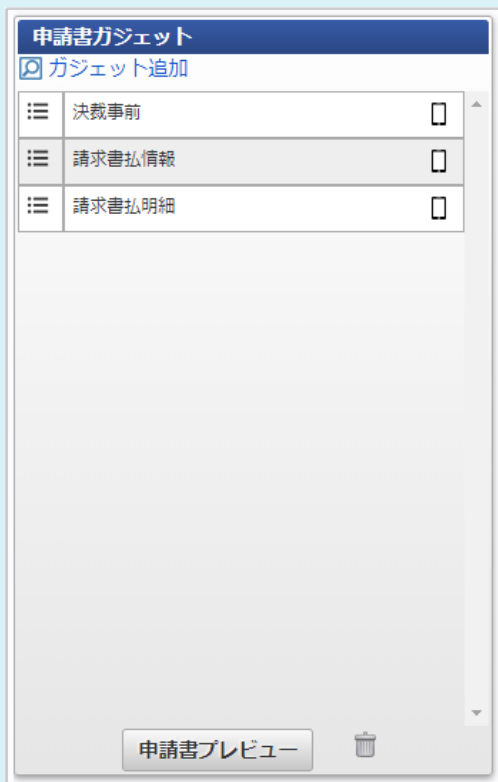 申請書ガジェット
ガジェット追加
決裁事前
請求書払情報
請求書払明細
申請書プレビュー